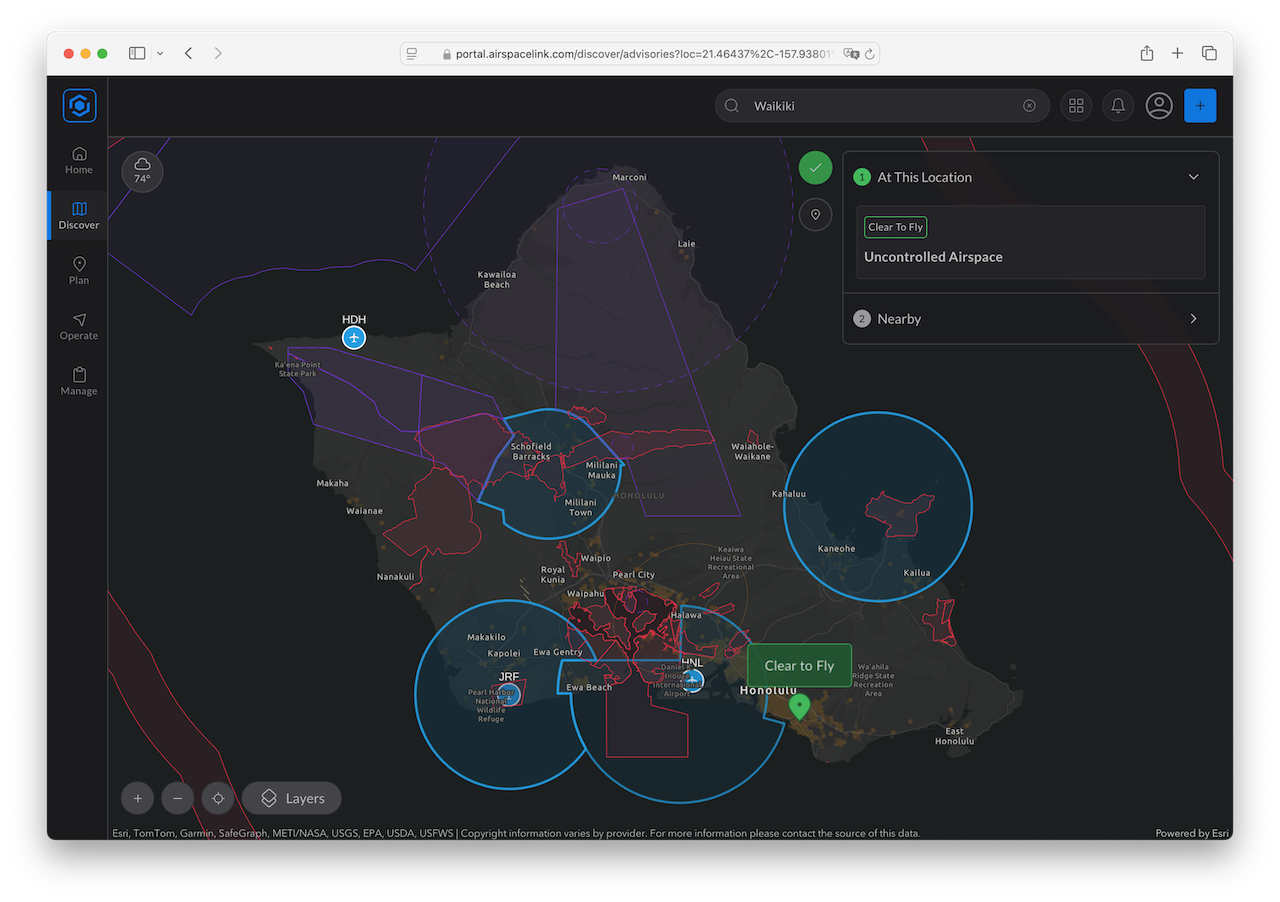 portal.airspacelink.com/discover/advisories?loc=21.46437%2C-157.93801
Waikiki
Home
Discover
Plan
Operate
Manage
74°
1 At This Location
Clear To Fly
Uncontrolled Airspace
2 Nearby
Marconi
Laie
Kawailoa
Beach
HDH
Ka'ena Point
State Park
Schofield
Barracks
Mililani
Mauka
Waiahole-
Waikane
Makaha
HONOLULU
Kahaluu
Waianae
Mililani
Town
Kaneohe
Keaiwa
Heiau State
Recreational
Area
Waipio
Royal
Kunia
Pearl City
Kailua
Nanakuli
Waipahu
Halawa
Makakilo
Kapolei
Ewa Gentry
HNL
Daniel K
Inouye
International
Airport
Clear to Fly
Wa'ahila
Ridge State
Recreation
Area
JRF
Pearl Harbor
National
Wildlife
Refuge
Ewa Beach
Honolulu
East
Honolulu
Layers
Esri, TomTom, Garmin, SafeGraph, METI/NASA, USGS, EPA, USDA, USFWS | Copyright information varies by provider. For more information please contact the source of this data.
Powered by Esri